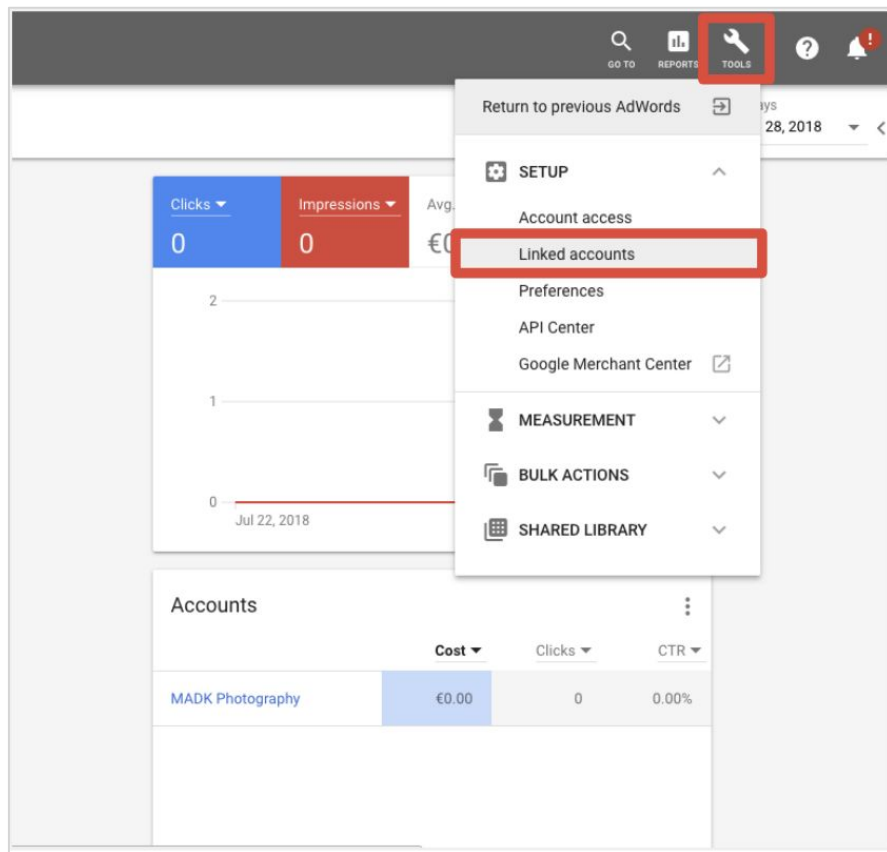 GO TO
REPORTS
TOOLS
!
Return to previous AdWords
28, 2018
SETUP
Account access
Linked accounts
Preferences
API Center
Google Merchant Center
MEASUREMENT
BULK ACTIONS
SHARED LIBRARY
Clicks
Impressions
Avg.
0
0
2
1
0
Jul 22, 2018
Accounts
Cost
Clicks
CTR
MADK Photography
€0.00
0
0.00%